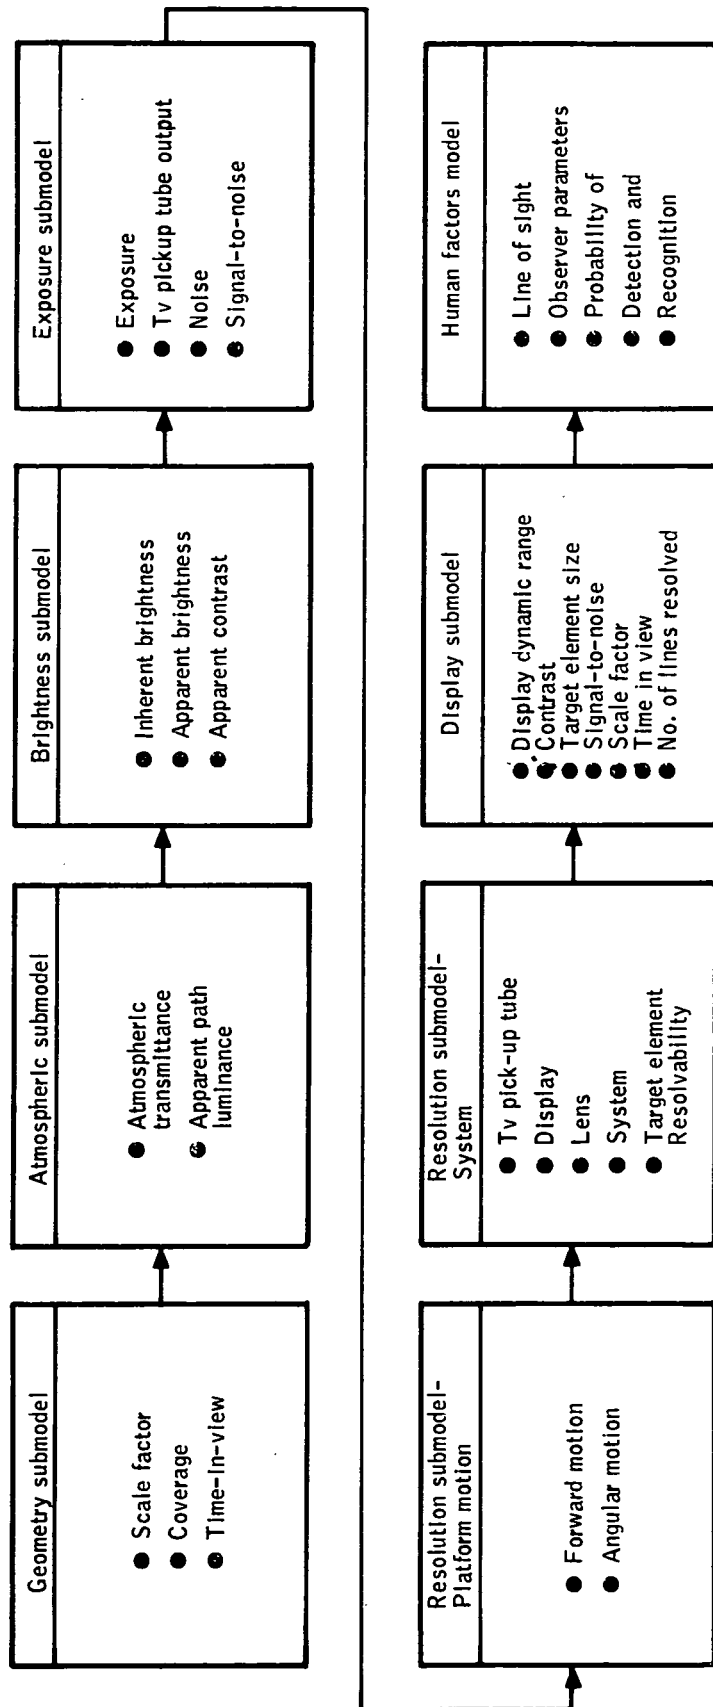 Geometry submodel
● Scale factor
● Coverage
● Time-in-view
Atmospheric submodel
● Atmospheric
transmittance
● Apparent path
luminance
Brightness submodel
● Inherent brightness
● Apparent brightness
● Apparent contrast
Exposure submodel
● Exposure
● Tv pickup tube output
● Noise
● Signal-to-noise
Resolution submodel-
Platform motion
● Forward motion
● Angular motion
Resolution submodel-
System
● Tv pick-up tube
● Display
● Lens
● System
● Target element
Resolvability
Display submodel
● Display dynamic range
● Contrast
● Target element size
● Signal-to-noise
● Scale factor
● Time in view
● No. of lines resolved
Human factors model
● Line of sight
● Observer parameters
● Probability of
● Detection and
● Recognition